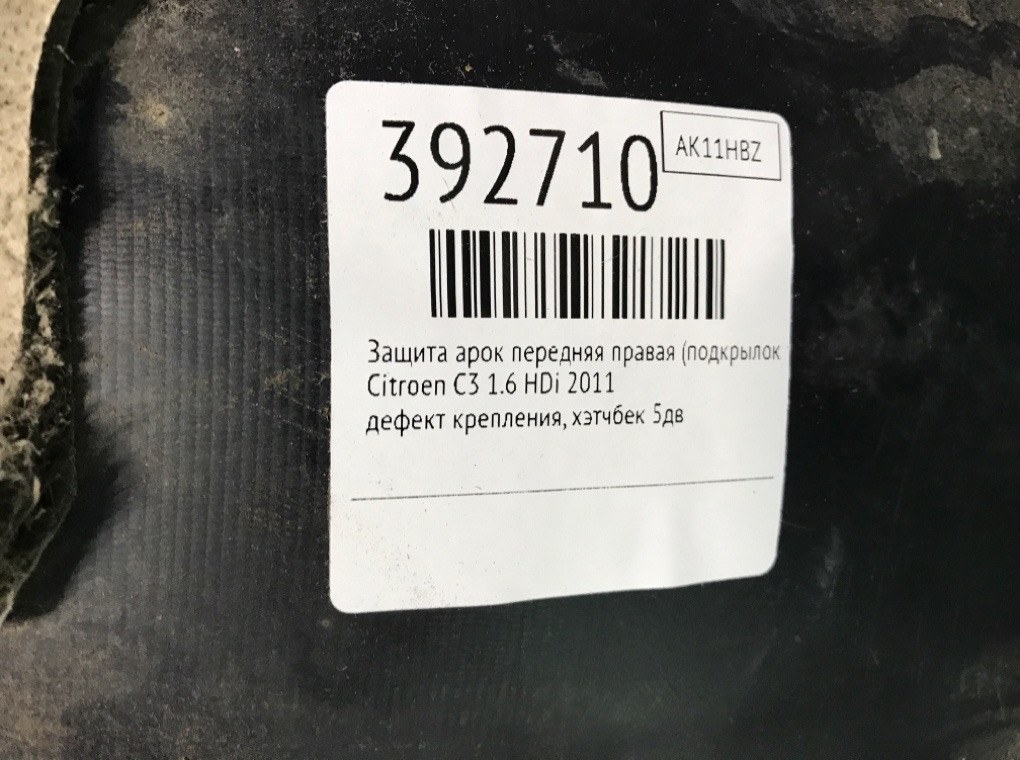 392710
AK11HBZ
Защита арок передняя правая (подкрылок
Citroen C3 1.6 HDi 2011
дефект крепления, хэтчбек 5дв